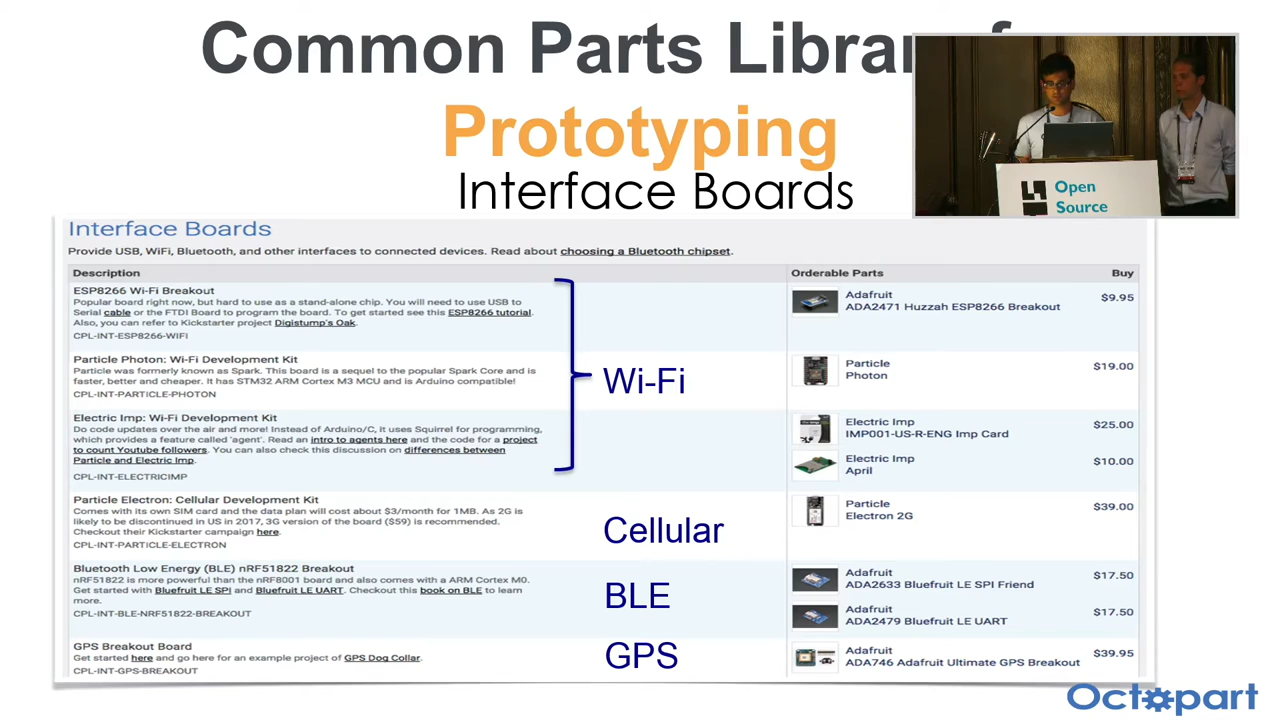 Common Parts Library f
Prototyping
Interface Boards
Open
Source
Interface Boards
Provide USB, WiFi, Bluetooth, and other interfaces to connected devices. Read about choosing a Bluetooth chipset.
Description
Orderable Parts
Buy
ESP8266 Wi-Fi Breakout
Popular board right now, but hard to use as a stand-alone chip. You will need to use USB to
Serial cable or the FTDI Board to program the board. To get started see this ESP8266 tutorial.
Also, you can refer to Kickstarter project Digistump's Oak.
CPL-INT-ESP8266-WIFI
Adafruit
ADA2471 Huzzah ESP8266 Breakout
$9.95
Particle Photon: Wi-Fi Development Kit
Particle was formerly known as Spark. This board is a sequel to the popular Spark Core and is
faster, better and cheaper. It has STM32 ARM Cortex M3 MCU and is Arduino compatible!
CPL-INT-PARTICLE-PHOTON
Wi-Fi
Particle
Photon
$19.00
Electric Imp: Wi-Fi Development Kit
Do code updates over the air and more! Instead of Arduino/C, it uses Squirrel for programming,
which provides a feature called 'agent'. Read an intro to agents here and the code for a project
to count Youtube followers. You can also check this discussion on differences between
Particle and Electric Imp.
CPL-INT-ELECTRICIMP
Electric Imp
IMP001-US-R-ENG Imp Card
$25.00
Electric Imp
April
$10.00
Particle Electron: Cellular Development Kit
Comes with its own SIM card and the data plan will cost about $3/month for 1MB. As 2G is
likely to be discontinued in US in 2017, 3G version of the board ($59) is recommended.
Checkout their Kickstarter campaign here.
CPL-INT-PARTICLE-ELECTRON
Cellular
Particle
Electron 2G
$39.00
Bluetooth Low Energy (BLE) nRF51822 Breakout
nRF51822 is more powerful than the nRF8001 board and also comes with a ARM Cortex M0.
Get started with Bluefruit LE SPI and Bluefruit LE UART. Checkout this book on BLE to learn
more.
CPL-INT-BLE-NRF51822-BREAKOUT
BLE
Adafruit
ADA2633 Bluefruit LE SPI Friend
$17.50
Adafruit
ADA2479 Bluefruit LE UART
$17.50
GPS Breakout Board
Get started here and go here for an example project of GPS Dog Collar.
CPL-INT-GPS-BREAKOUT
GPS
Adafruit
ADA746 Adafruit Ultimate GPS Breakout
$39.95
Octopart